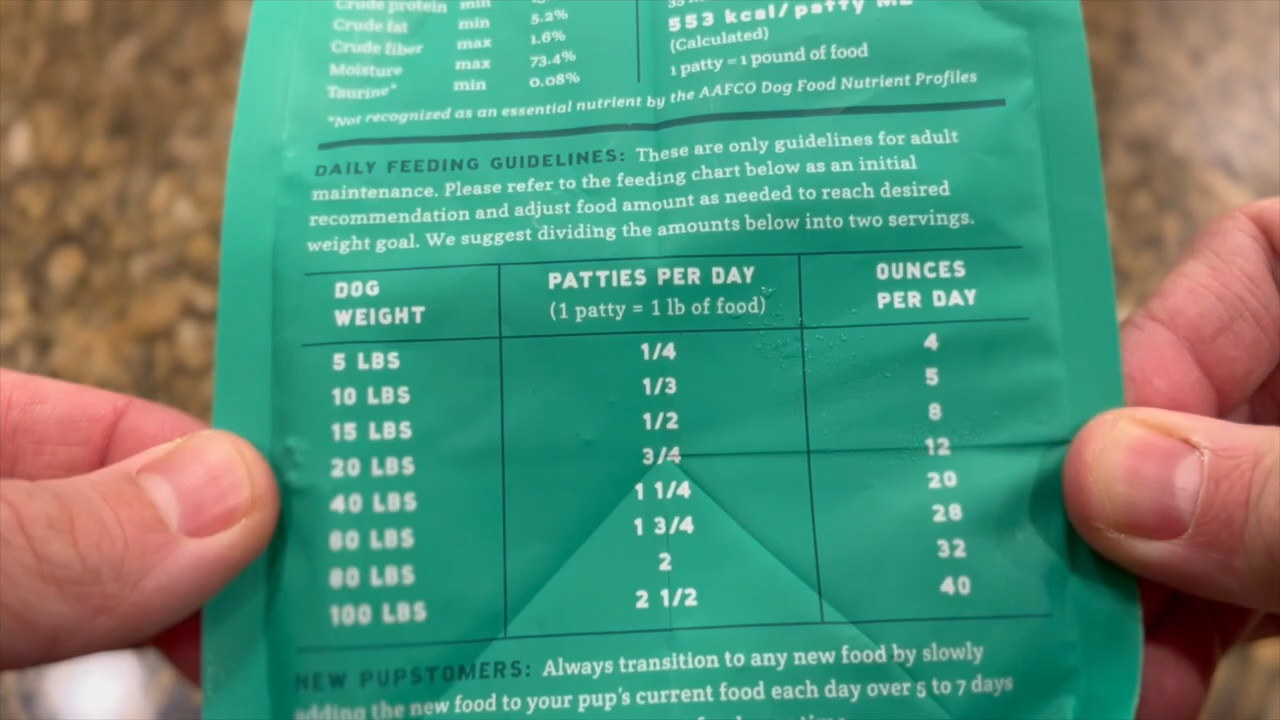 Crude protein min
Crude fat min 5.2%
Crude fiber max 1.6%
Moisture max 73.4%
Taurine* min 0.08%
553 kcal/patty ME
(Calculated)
1 patty = 1 pound of food
*Not recognized as an essential nutrient by the AAFCO Dog Food Nutrient Profiles
DAILY FEEDING GUIDELINES: These are only guidelines for adult
maintenance. Please refer to the feeding chart below as an initial
recommendation and adjust food amount as needed to reach desired
weight goal. We suggest dividing the amounts below into two servings.
DOG WEIGHT
PATTIES PER DAY
(1 patty = 1 lb of food)
OUNCES PER DAY
5 LBS 1/4 4
10 LBS 1/3 5
15 LBS 1/2 8
20 LBS 3/4 12
40 LBS 1 1/4 20
60 LBS 1 3/4 28
80 LBS 2 32
100 LBS 2 1/2 40
NEW PUPSTOMERS: Always transition to any new food by slowly
adding the new food to your pup's current food each day over 5 to 7 days